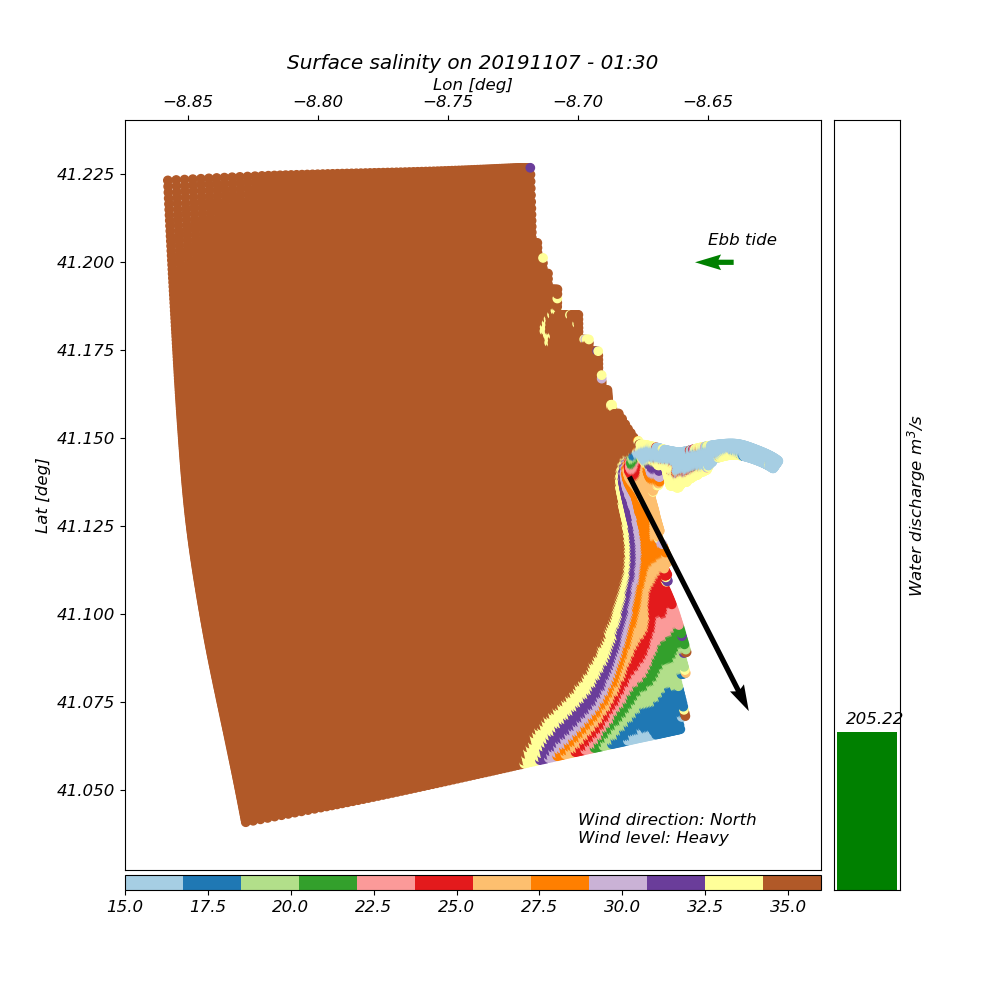 Surface salinity on 20191107 - 01:30
Lon [deg]
−8.85 −8.80 −8.75 −8.70 −8.65
41.225
Ebb tide
41.200
41.175
41.150
41.125
41.100
41.075
41.050
Lat [deg]
Water discharge m³/s
205.22
Wind direction: North
Wind level: Heavy
15.0 17.5 20.0 22.5 25.0 27.5 30.0 32.5 35.0